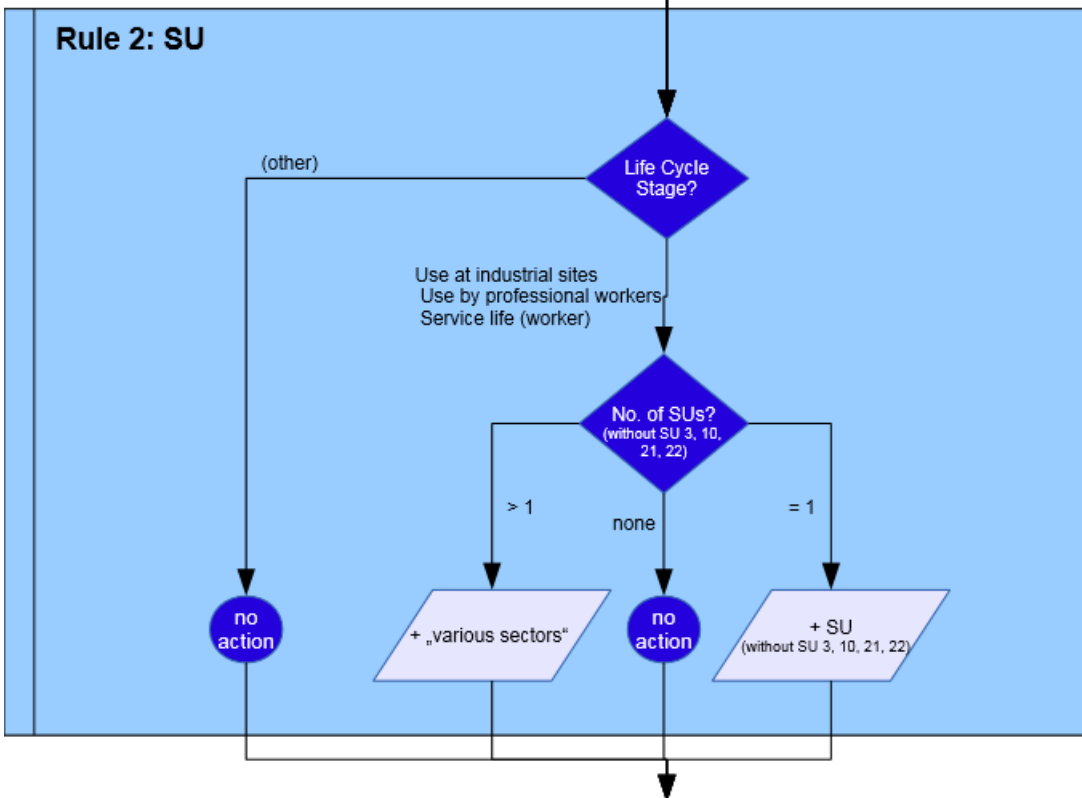 Rule 2: SU
(other)
Life Cycle
Stage?
Use at industrial sites
Use by professional workers
Service life (worker)
No. of SUs?
(without SU 3, 10,
21, 22)
> 1
none
= 1
no
action
+ „various sectors“
no
action
+ SU
(without SU 3, 10, 21, 22)